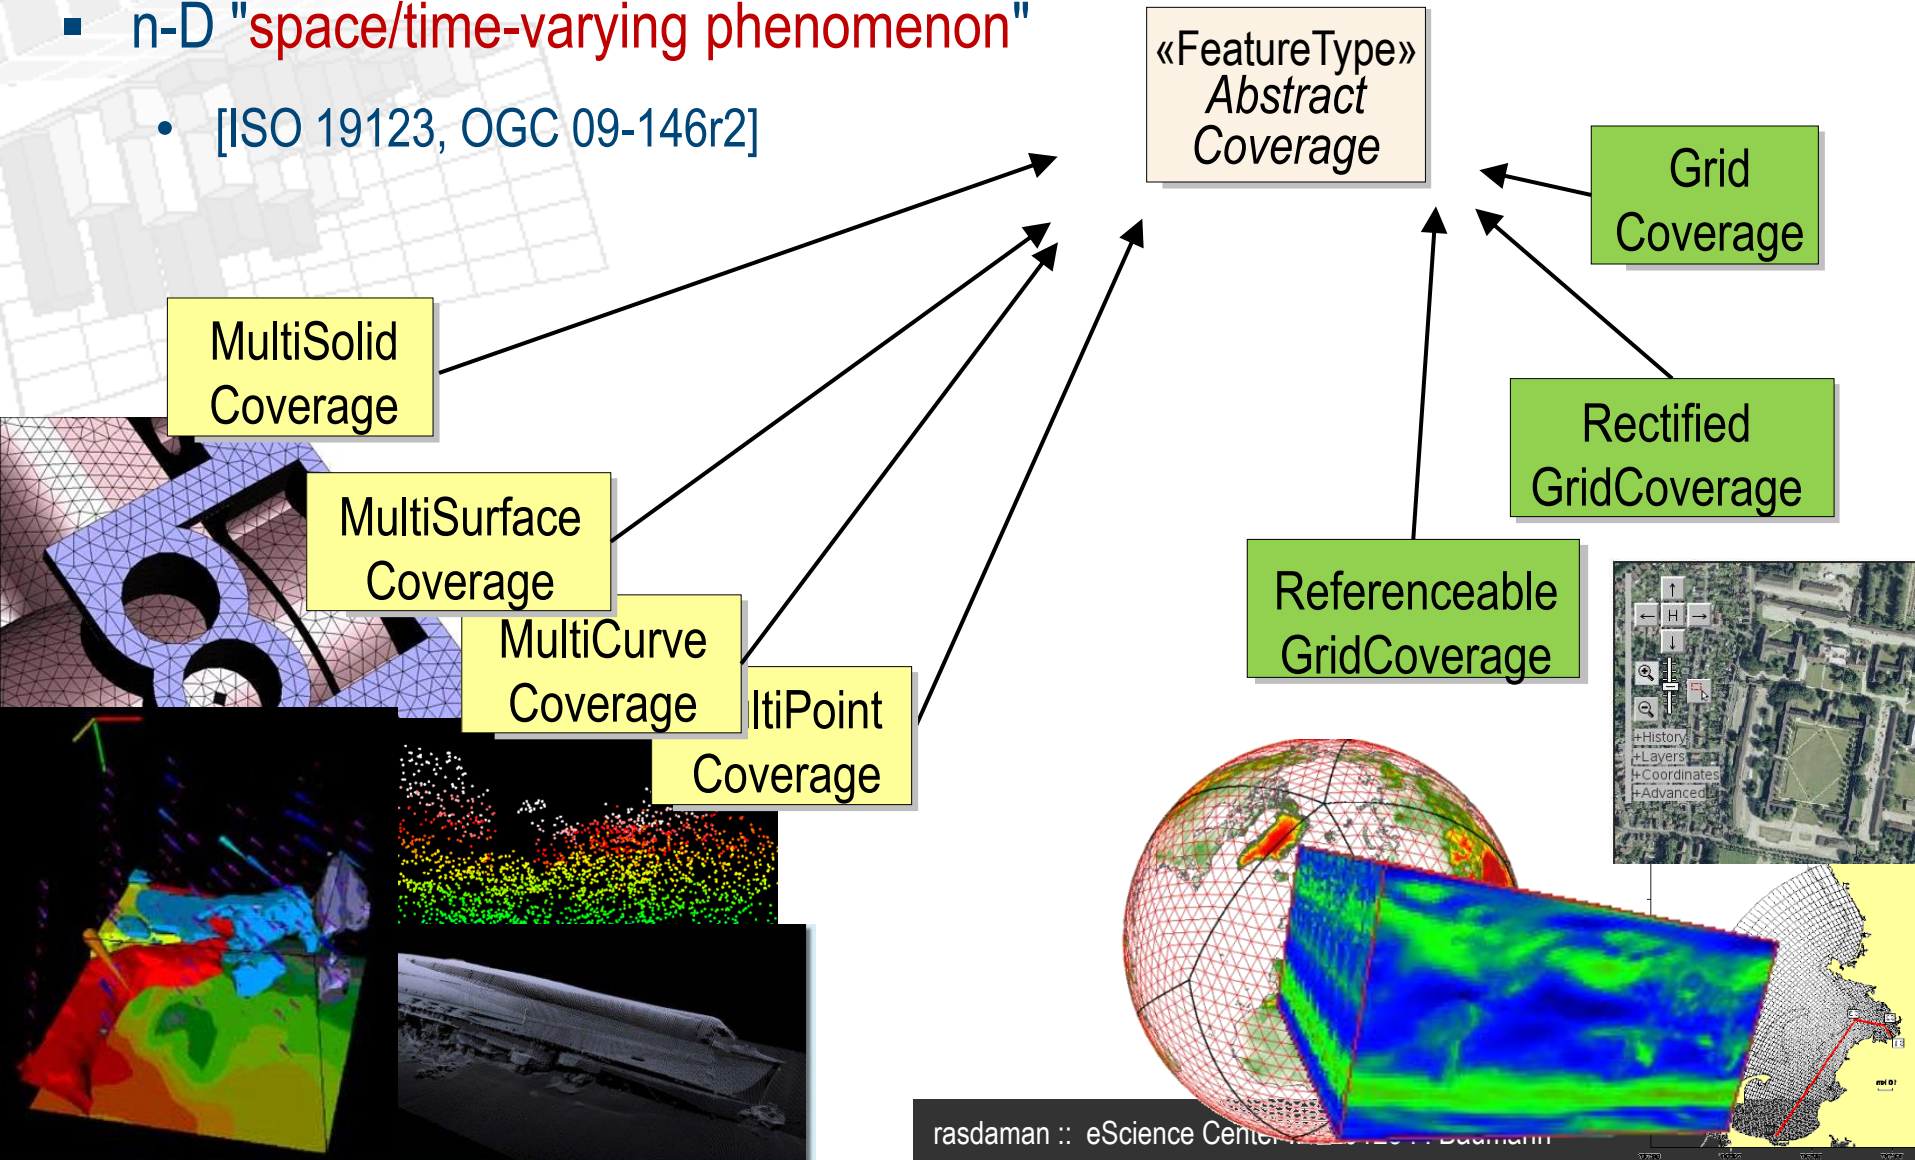 n-D "space/time-varying phenomenon"
[ISO 19123, OGC 09-146r2]
«FeatureType»
Abstract
Coverage
Grid
Coverage
MultiSolid
Coverage
Rectified
GridCoverage
MultiSurface
Coverage
Referenceable
GridCoverage
MultiCurve
Coverage
ltiPoint
Coverage
H
+History
+Layers
+Coordinates
+Advanced
rasdaman :: eScience